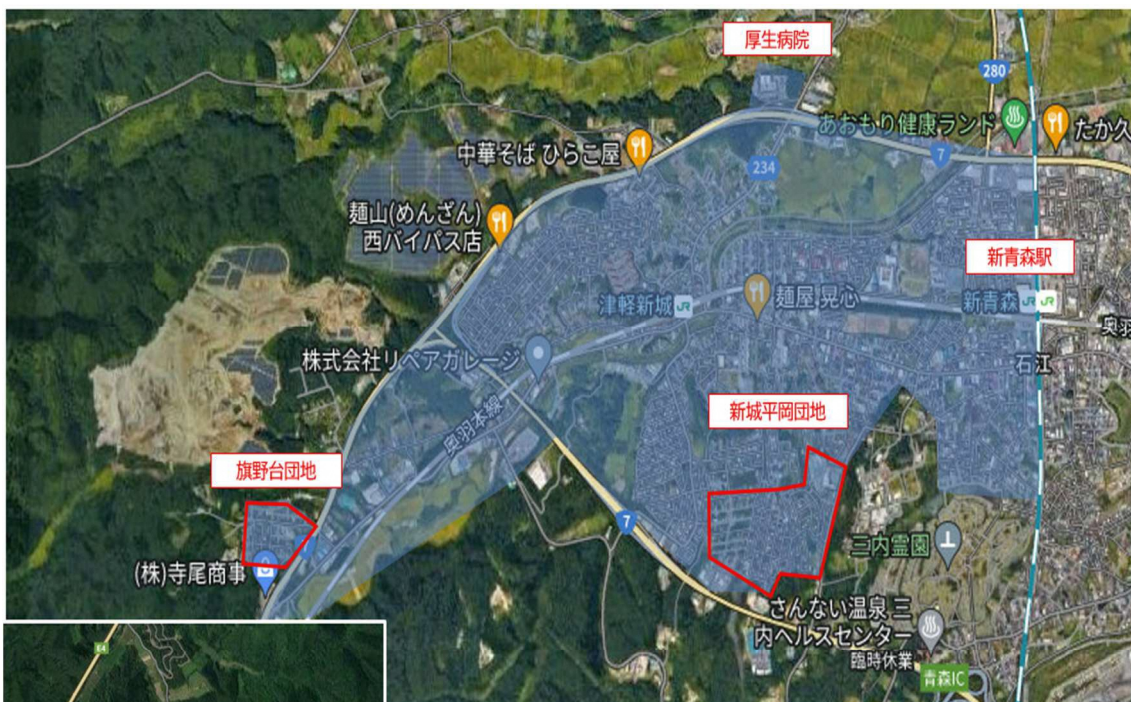 厚生病院
280
あおもり健康ランド
たか久
中華そば ひらこ屋
7
234
麺山(めんざん)
西バイパス店
新青森駅
津軽新城
JR
麺屋 晃心
新青森
JR
JR
奥羽
株式会社リペアガレージ
石江
奥羽本線
新城平岡団地
旗野台団地
7
三内霊園
(株)寺尾商事
さんない温泉 三
内ヘルスセンター
臨時休業
E4
青森IC